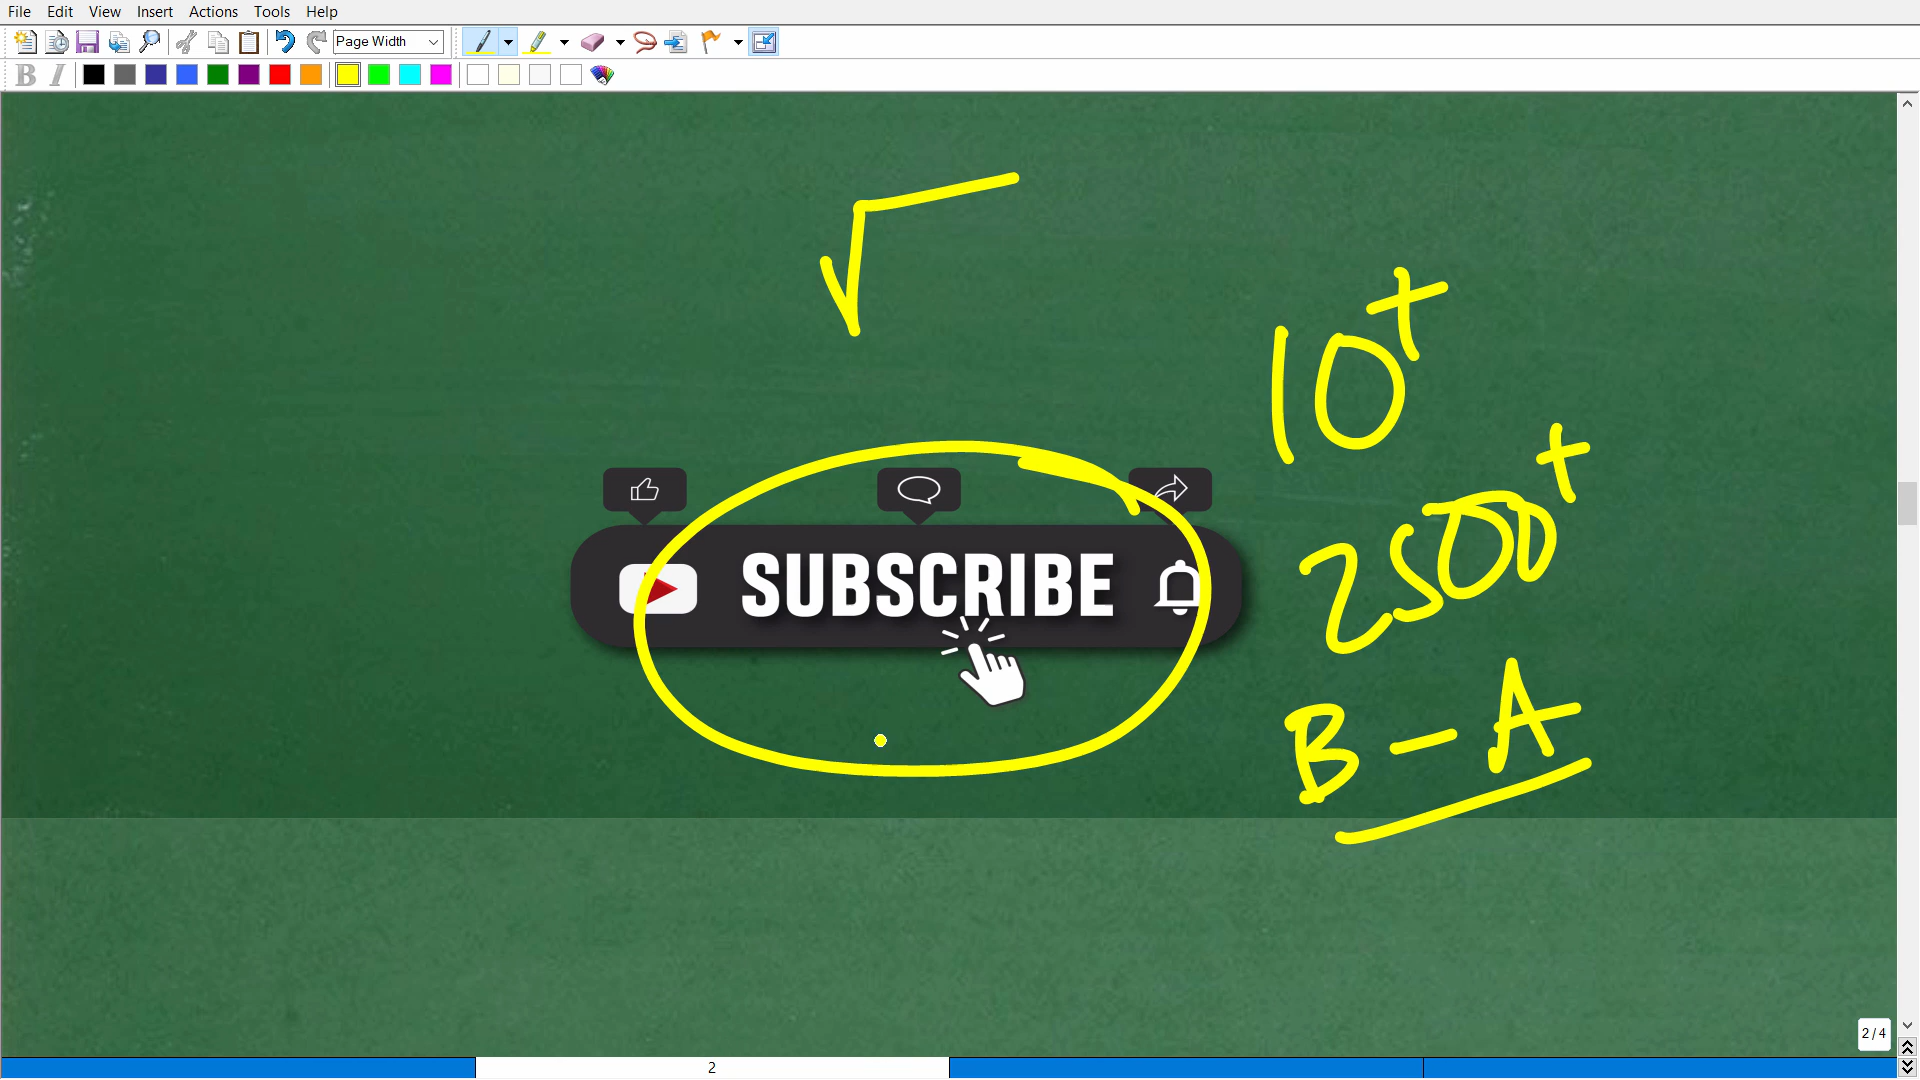 File Edit View Insert Actions Tools Help
Page Width
B I
√
10+
2500+
SUBSCRIBE
B-A
2 / 4
2